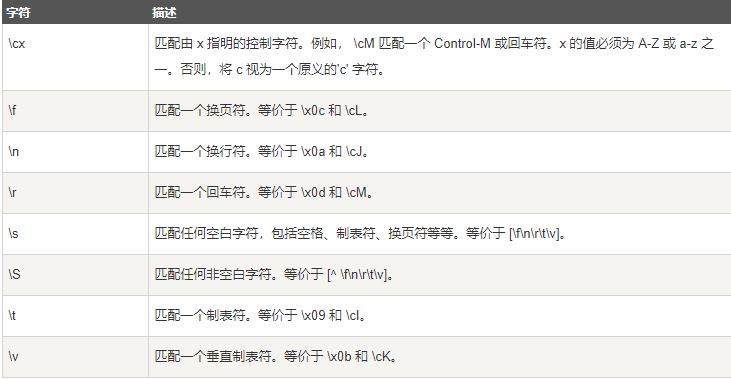 字符 描述
\cx 匹配由 x 指明的控制字符。例如， \cM 匹配一个 Control-M 或回车符。x 的值必须为 A-Z 或 a-z 之
一。否则，将 c 视为一个原义的'c' 字符。
\f 匹配一个换页符。等价于 \x0c 和 \cL。
\n 匹配一个换行符。等价于 \x0a 和 \cJ。
\r 匹配一个回车符。等价于 \x0d 和 \cM。
\s 匹配任何空白字符，包括空格、制表符、换页符等等。等价于 [\f\n\r\t\v]。
\S 匹配任何非空白字符。等价于 [^ \f\n\r\t\v]。
\t 匹配一个制表符。等价于 \x09 和 \cI。
\v 匹配一个垂直制表符。等价于 \x0b 和 \cK。